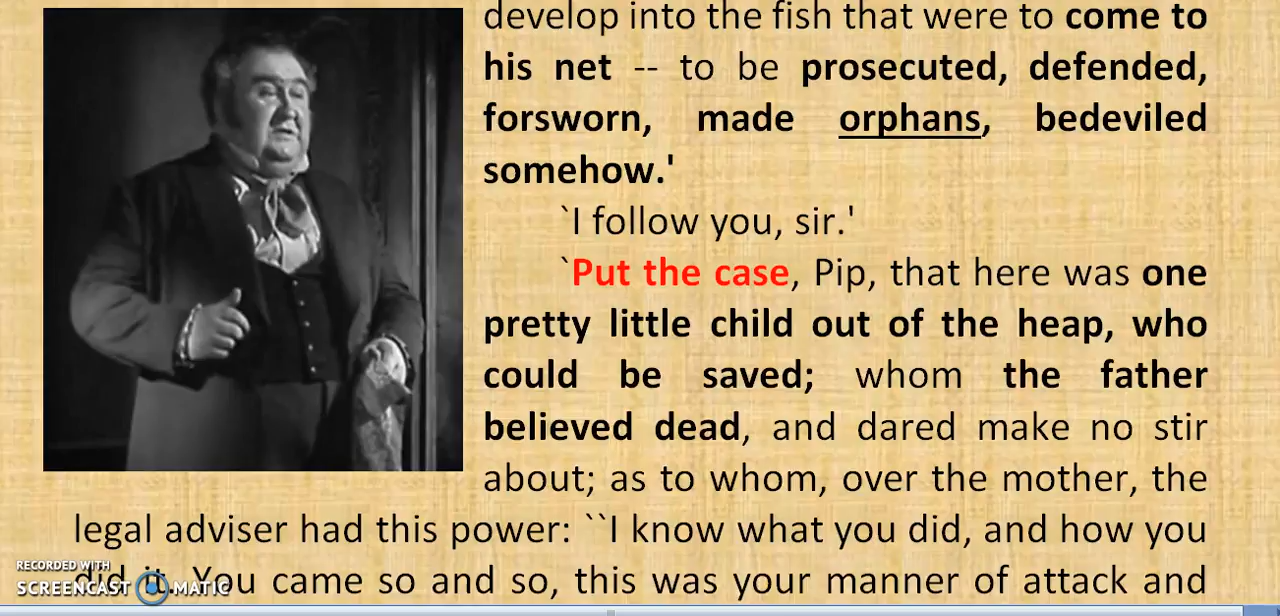 develop into the fish that were to come to
his net -- to be prosecuted, defended,
forsworn, made orphans, bedeviled
somehow.'
`I follow you, sir.'
`Put the case, Pip, that here was one
pretty little child out of the heap, who
could be saved; whom the father
believed dead, and dared make no stir
about; as to whom, over the mother, the
legal adviser had this power: ``I know what you did, and how you
did it. You came so and so, this was your manner of attack and
RECORDED WITH
SCREENCAST-O-MATIC